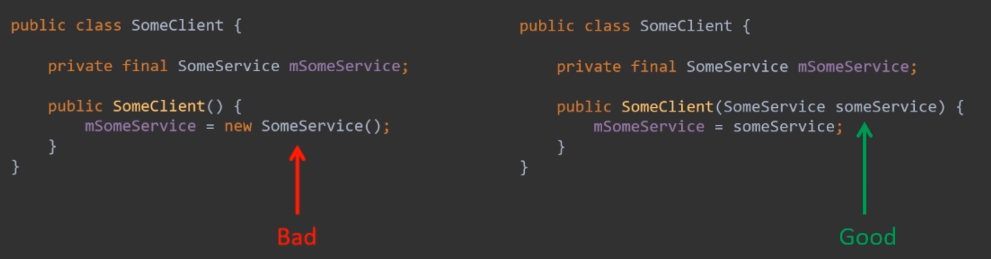 public class SomeClient {
private final SomeService mSomeService;
public SomeClient() {
mSomeService = new SomeService();
}
}
Bad
public class SomeClient {
private final SomeService mSomeService;
public SomeClient(SomeService someService) {
mSomeService = someService;
}
}
Good